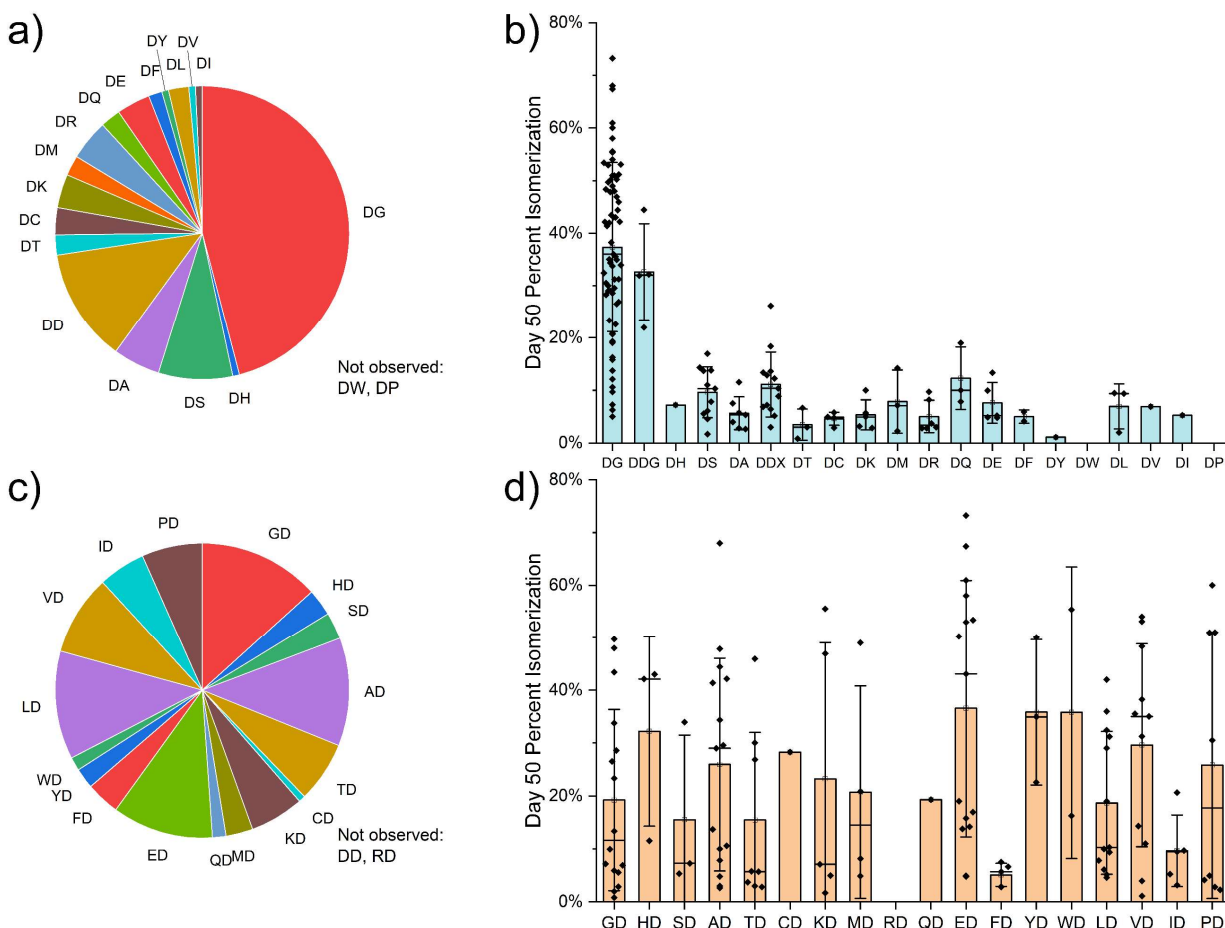 a)
DY
DV
DF
DL
DI
DE
DQ
DR
DM
DK
DC
DT
DD
DA
DS
DH
DG
Not observed:
DW, DP
b)
Day 50 Percent Isomerization
80%
60%
40%
20%
0%
DG DDG DH DS DA DDX DT DC DK DM DR DQ DE DF DY DW DL DV DI DP
c)
PD
GD
ID
HD
SD
VD
AD
LD
TD
WD
YD
CD
FD
KD
ED
QD
MD
Not observed:
DD, RD
d)
Day 50 Percent Isomerization
80%
60%
40%
20%
0%
GD HD SD AD TD CD KD MD RD QD ED FD YD WD LD VD ID PD